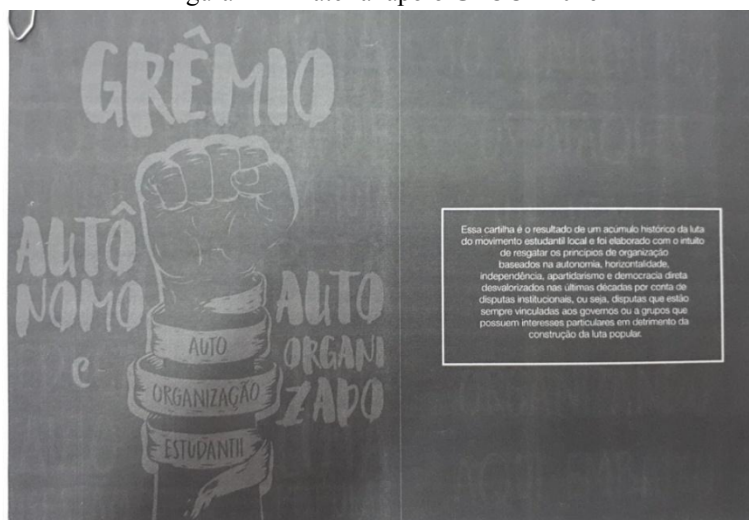 GRÊMIO
AUTÔ
NOMO
e
AUTO
ORGANI
ZADO
AUTO
ORGANIZAÇÃO
ESTUDANTIL
Essa cartilha é o resultado de um acúmulo histórico da luta
do movimento estudantil local e foi elaborado com o intuito
de resgatar os princípios de organização
baseados na autonomia, horizontalidade,
independência, apartidarismo e democracia direta
desvalorizados nas últimas décadas por conta de
disputas institucionais, ou seja, disputas que estão
sempre vinculadas aos governos ou a grupos que
possuem interesses particulares em detrimento da
construção da luta popular.